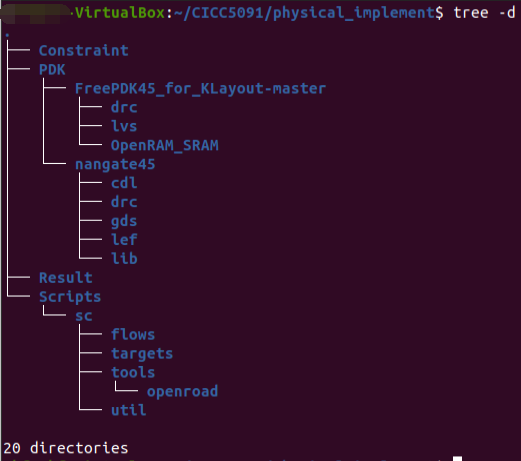 VirtualBox:~/CICC5091/physical_implement$ tree -d
.
├── Constraint
├── PDK
│   ├── FreePDK45_for_KLayout-master
│   │   ├── drc
│   │   ├── lvs
│   │   └── OpenRAM_SRAM
│   └── nangate45
│       ├── cdl
│       ├── drc
│       ├── gds
│       ├── lef
│       └── lib
├── Result
└── Scripts
    └── sc
        ├── flows
        ├── targets
        ├── tools
        │   └── openroad
        └── util
20 directories